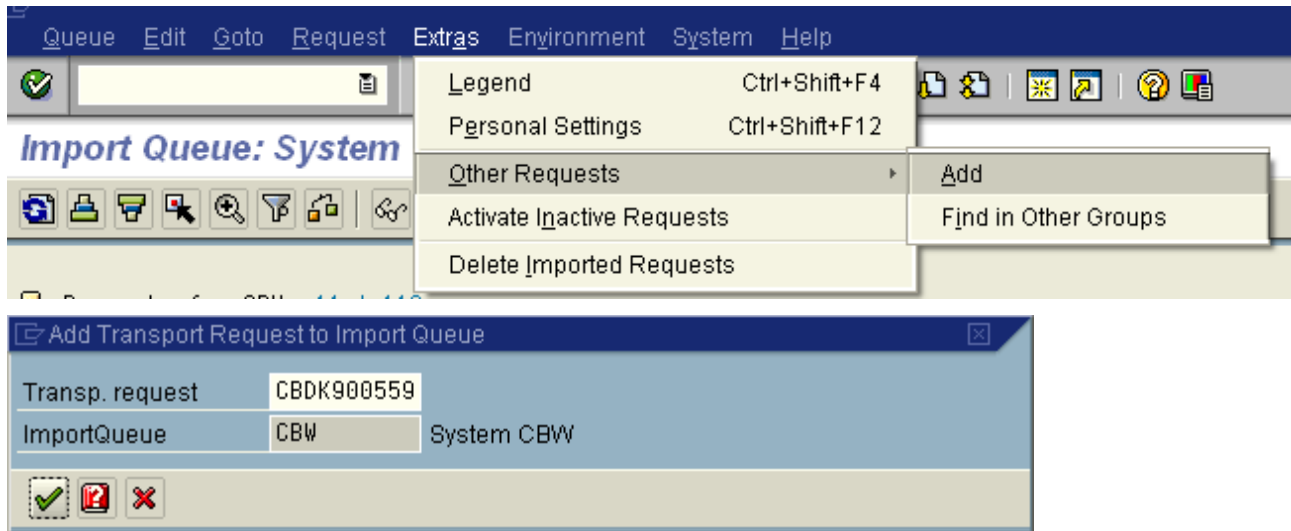 Queue Edit Goto Request Extras Environment System Help
Legend Ctrl+Shift+F4
Personal Settings Ctrl+Shift+F12
Import Queue: System
Other Requests Add
Activate Inactive Requests Find in Other Groups
Delete Imported Requests
Add Transport Request to Import Queue
Transp. request CBDK900559
ImportQueue CBW System CBW